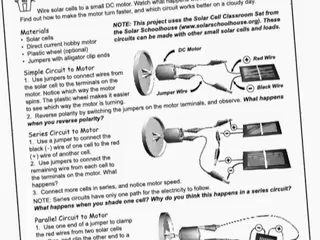 Wire solar cells to a small DC motor. Watch what happens
Find out how to make the motor turn faster, and which circuit works better on a cloudy day.
Materials
• Solar cells
• Direct current hobby motor
• Plastic wheel (optional)
• Jumpers with alligator clip ends
NOTE: This project uses the Solar Cell Classroom Set from
the Solar Schoolhouse (www.solarschoolhouse.org). These
circuits can be made with other small solar cells and loads.
Simple Circuit to Motor
1. Use jumpers to connect wires from
the solar cell to the terminals on the
motor. Notice which way the motor
spins. The plastic wheel makes it easier
to see which way the motor is turning.
DC Motor
Red Wire
Jumper Wire
Black Wire
2. Reverse polarity by switching the jumpers on the motor terminals, and observe. What happens
when you reverse polarity?
Series Circuit to Motor
1. Use a jumper to connect the
black (-) wire of one cell to the red
(+) wire of another cell.
2. Use jumpers to connect the
remaining wire from each cell to
the terminals on the motor. What
happens?
3. Connect more cells in series, and notice motor speed.
NOTE: Series circuits have only one path for the electricity to follow.
What happens when you shade one cell? Why do you think this happens in a series circuit?
Parallel Circuit to Motor
1. Use one end of a jumper to clamp
the red wires from two solar cells
clip the other end to a